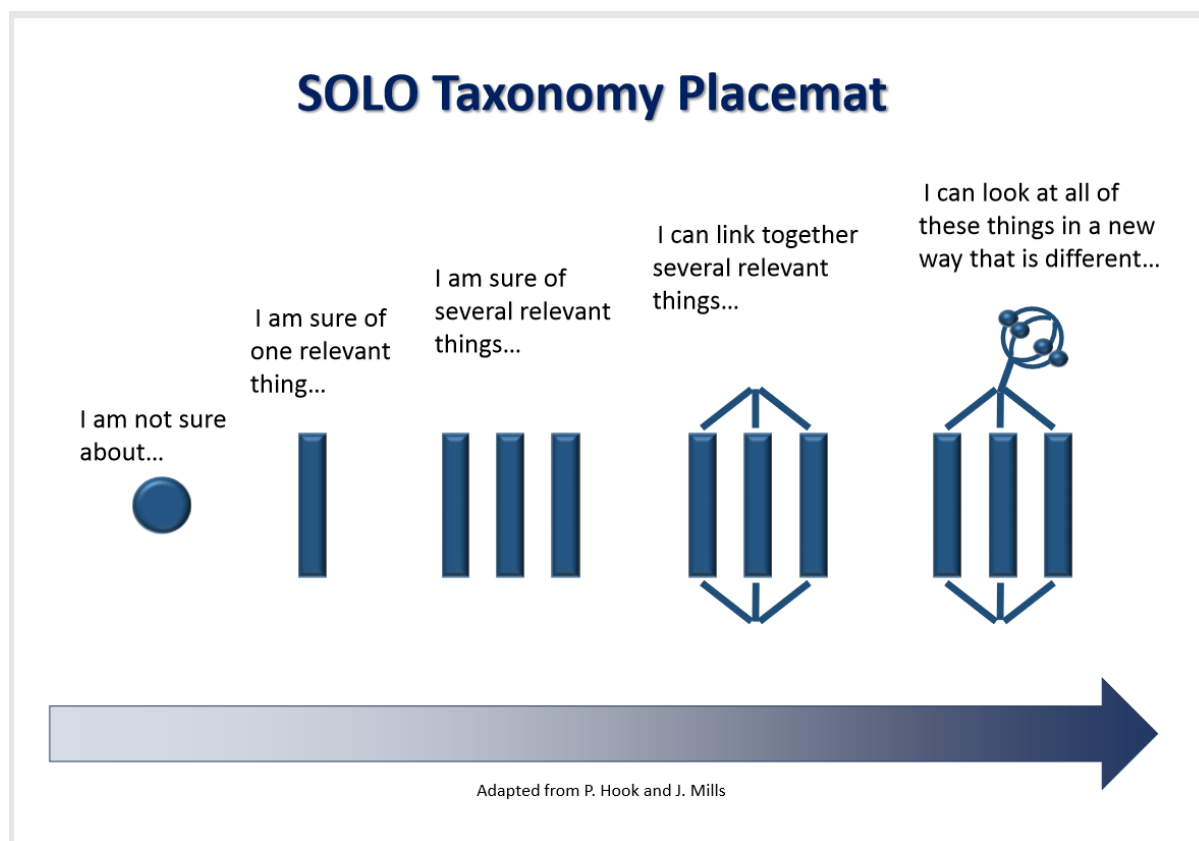 SOLO Taxonomy Placemat
I am not sure
about...
I am sure of
one relevant
thing...
I am sure of
several relevant
things...
I can link together
several relevant
things...
I can look at all of
these things in a new
way that is different...
Adapted from P. Hook and J. Mills